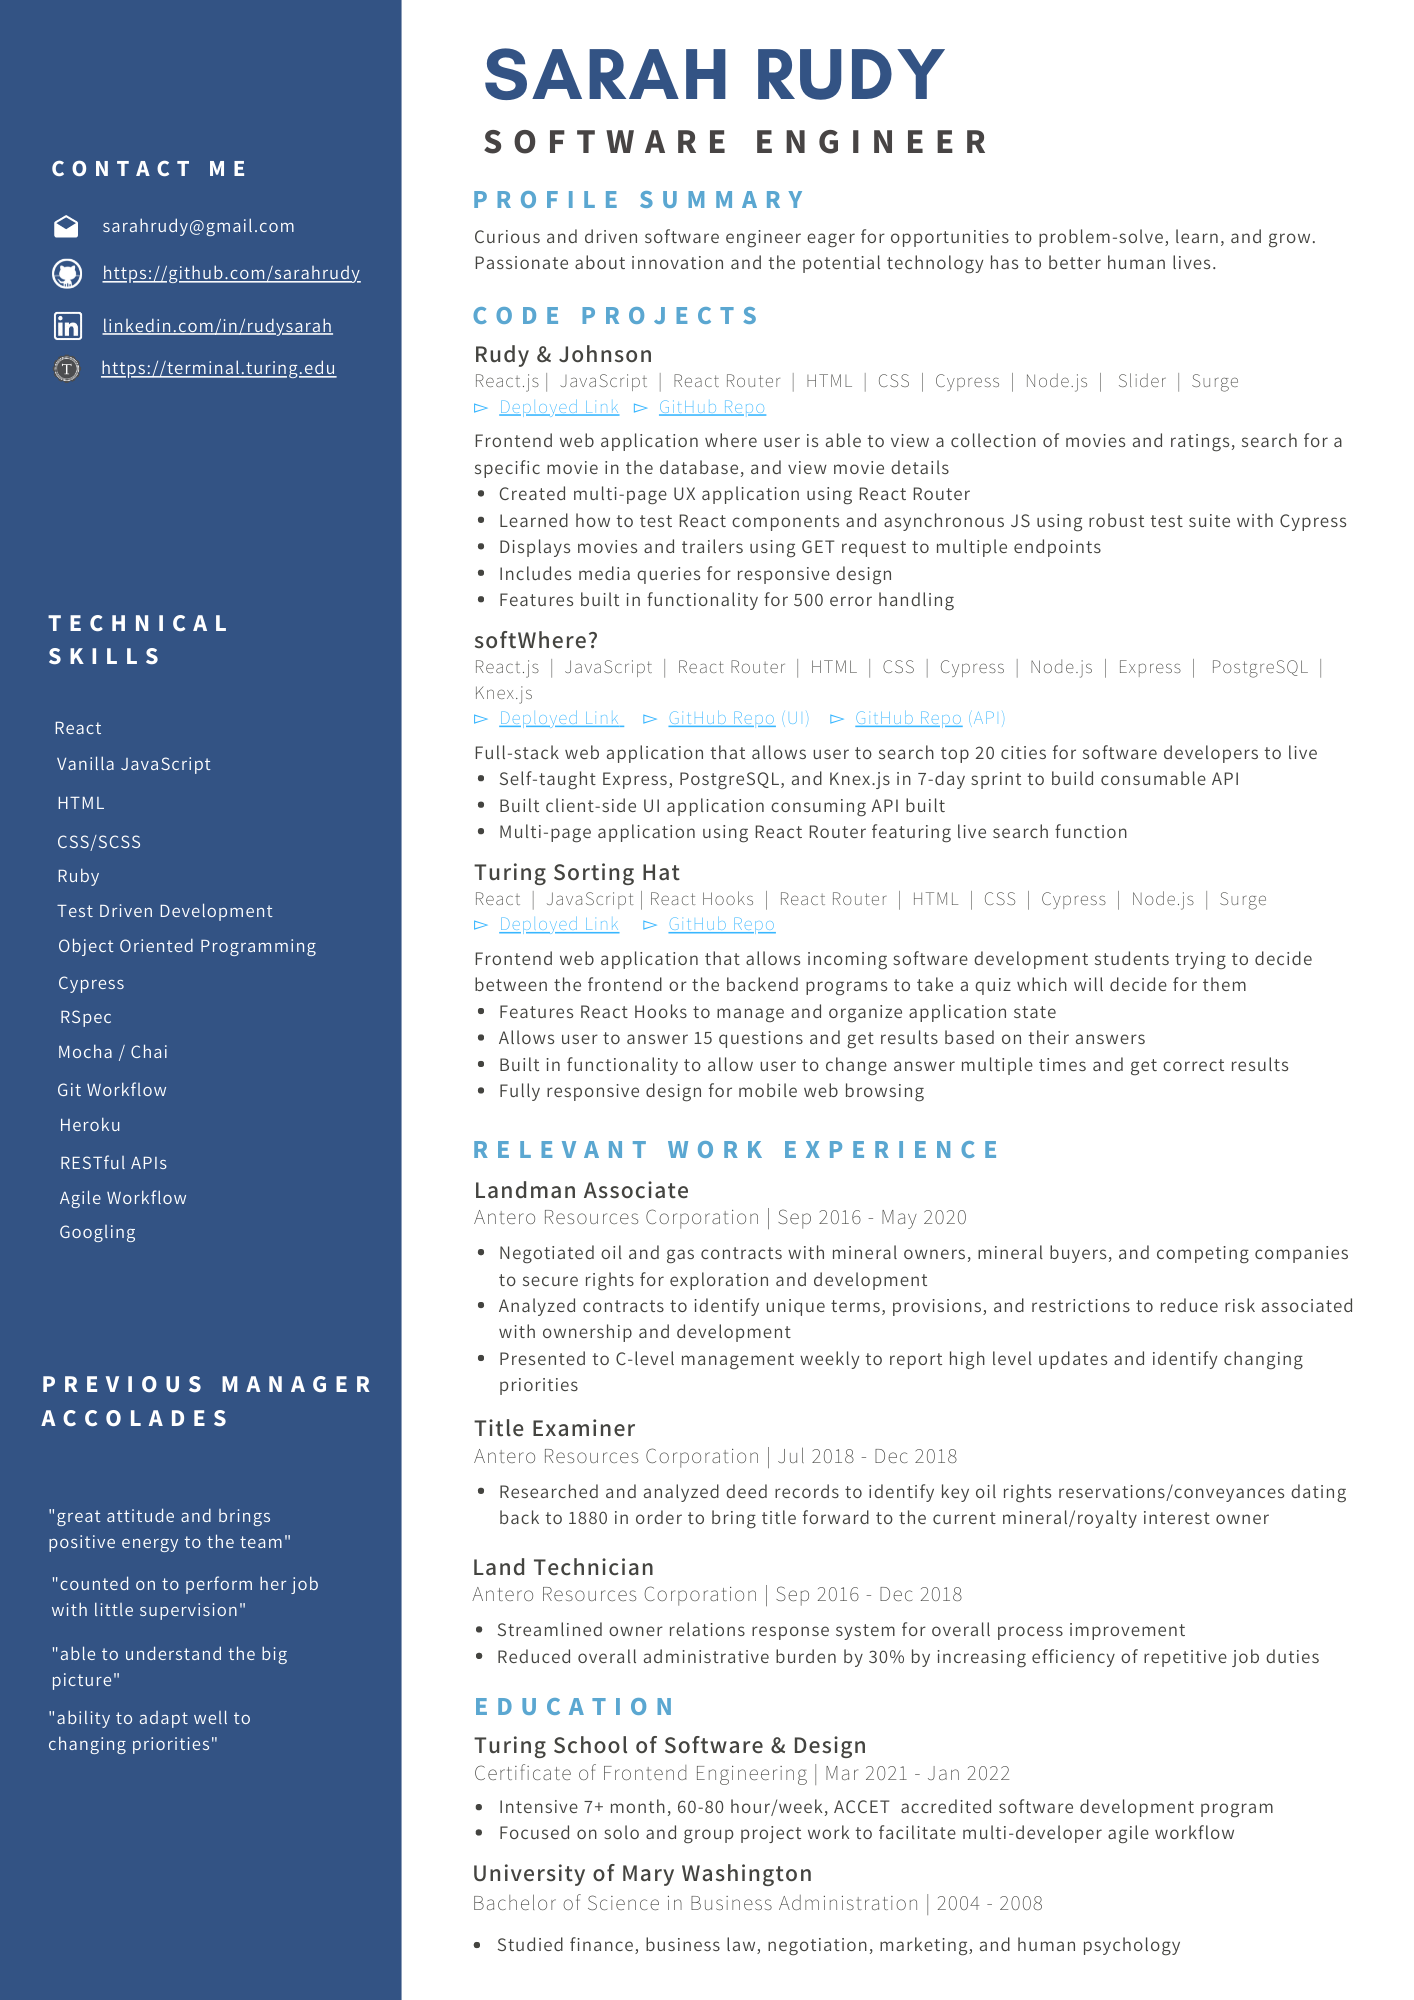 SARAH RUDY
SOFTWARE ENGINEER
CONTACT ME
sarahrudy@gmail.com
https://github.com/sarahrudy
linkedin.com/in/rudysarah
T
https://terminal.turing.edu
TECHNICAL
SKILLS
React
Vanilla JavaScript
HTML
CSS/SCSS
Ruby
Test Driven Development
Object Oriented Programming
Cypress
RSpec
Mocha / Chai
Git Workflow
Heroku
RESTful APIs
Agile Workflow
Googling
PREVIOUS MANAGER
ACCOLADES
"great attitude and brings
positive energy to the team"
"counted on to perform her job
with little supervision"
"able to understand the big
picture"
"ability to adapt well to
changing priorities"
PROFILE SUMMARY
Curious and driven software engineer eager for opportunities to problem-solve, learn, and grow.
Passionate about innovation and the potential technology has to better human lives.
CODE PROJECTS
Rudy & Johnson
React.js | JavaScript | React Router | HTML | CSS | Cypress | Node.js | Slider | Surge
▻ Deployed Link ▻ GitHub Repo
Frontend web application where user is able to view a collection of movies and ratings, search for a
specific movie in the database, and view movie details
• Created multi-page UX application using React Router
• Learned how to test React components and asynchronous JS using robust test suite with Cypress
• Displays movies and trailers using GET request to multiple endpoints
• Includes media queries for responsive design
• Features built in functionality for 500 error handling
softWhere?
React.js | JavaScript | React Router | HTML | CSS | Cypress | Node.js | Express | PostgreSQL |
Knex.js
▻ Deployed Link ▻ GitHub Repo (UI) ▻ GitHub Repo (API)
Full-stack web application that allows user to search top 20 cities for software developers to live
• Self-taught Express, PostgreSQL, and Knex.js in 7-day sprint to build consumable API
• Built client-side UI application consuming API built
• Multi-page application using React Router featuring live search function
Turing Sorting Hat
React | JavaScript | React Hooks | React Router | HTML | CSS | Cypress | Node.js | Surge
▻ Deployed Link ▻ GitHub Repo
Frontend web application that allows incoming software development students trying to decide
between the frontend or the backend programs to take a quiz which will decide for them
• Features React Hooks to manage and organize application state
• Allows user to answer 15 questions and get results based on their answers
• Built in functionality to allow user to change answer multiple times and get correct results
• Fully responsive design for mobile web browsing
RELEVANT WORK EXPERIENCE
Landman Associate
Antero Resources Corporation | Sep 2016 - May 2020
• Negotiated oil and gas contracts with mineral owners, mineral buyers, and competing companies
to secure rights for exploration and development
• Analyzed contracts to identify unique terms, provisions, and restrictions to reduce risk associated
with ownership and development
• Presented to C-level management weekly to report high level updates and identify changing
priorities
Title Examiner
Antero Resources Corporation | Jul 2018 - Dec 2018
• Researched and analyzed deed records to identify key oil rights reservations/conveyances dating
back to 1880 in order to bring title forward to the current mineral/royalty interest owner
Land Technician
Antero Resources Corporation | Sep 2016 - Dec 2018
• Streamlined owner relations response system for overall process improvement
• Reduced overall administrative burden by 30% by increasing efficiency of repetitive job duties
EDUCATION
Turing School of Software & Design
Certificate of Frontend Engineering | Mar 2021 - Jan 2022
• Intensive 7+ month, 60-80 hour/week, ACCET accredited software development program
• Focused on solo and group project work to facilitate multi-developer agile workflow
University of Mary Washington
Bachelor of Science in Business Administration | 2004 - 2008
• Studied finance, business law, negotiation, marketing, and human psychology